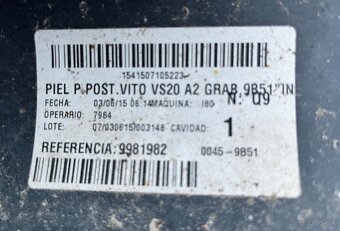 1541507105223
PIEL P.POST.VITO VS20 A2 GRAB.9B51 IN
FECHA: 03/06/15 06:14 MAQUINA: I80 N: 09
OPERARIO: 7984
LOTE: 07/030615/003148 CAVIDAD: 1
REFERENCIA: 9981982 0045-9B51